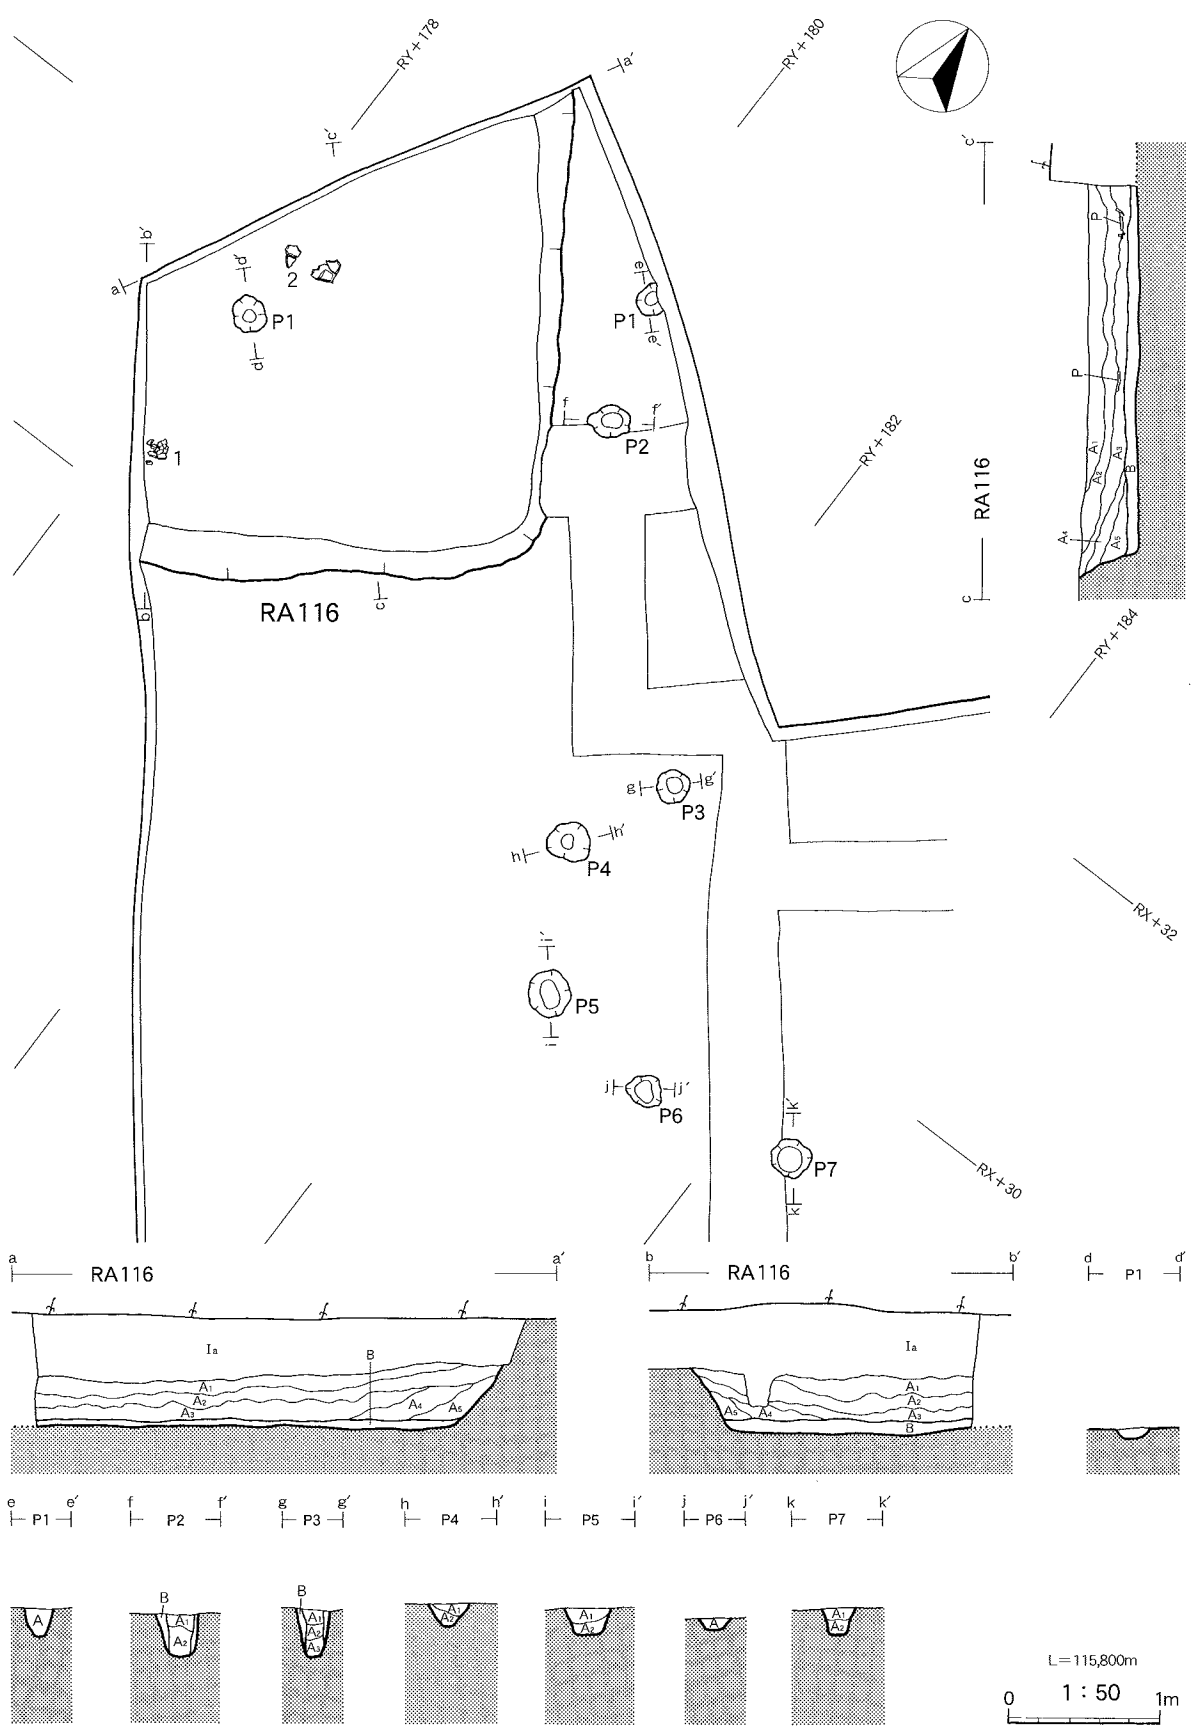 RY+178
RY+180
a'
c'
c'
b'
a
d'
2
P1
d
e
P1
e'
f
f'
P2
1
RY+182
P
P
A1
A2
A3
B
A4
A5
RA116
c
b
c
RA116
RY+184
g
g'
P3
h
h'
P4
RX+32
i'
P5
i
j
j'
P6
k'
P7
k
RX+30
a
RA116
a'
b
RA116
b'
d
P1
d'
Ia
B
A1
A2
A3
A4
A5
Ia
A1
A2
A3
A5
A4
B
e
P1
e'
f
P2
f'
g
P3
g'
h
P4
h'
i
P5
i'
j
P6
j'
k
P7
k'
A
B
A1
A2
B
A1
A2
A3
A1
A2
A1
A2
A
A1
A2
L=115,800m
1:50
0
1m